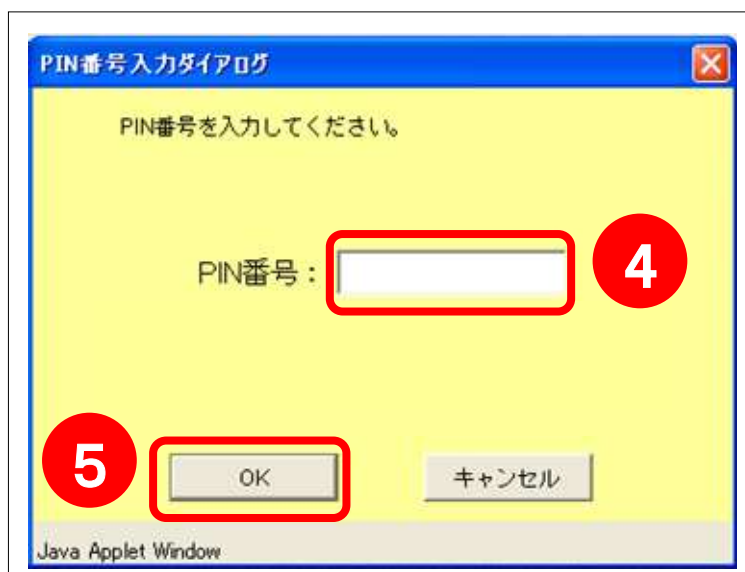 PIN番号入力ダイアログ
PIN番号を入力してください。
PIN番号：
4
5
OK
キャンセル
Java Applet Window